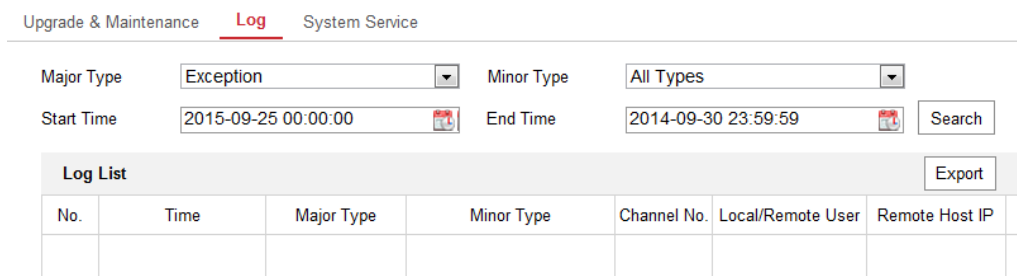 Upgrade & Maintenance Log System Service
Major Type Exception Minor Type All Types
Start Time 2015-09-25 00:00:00 End Time 2014-09-30 23:59:59 Search
Log List Export
No. Time Major Type Minor Type Channel No. Local/Remote User Remote Host IP